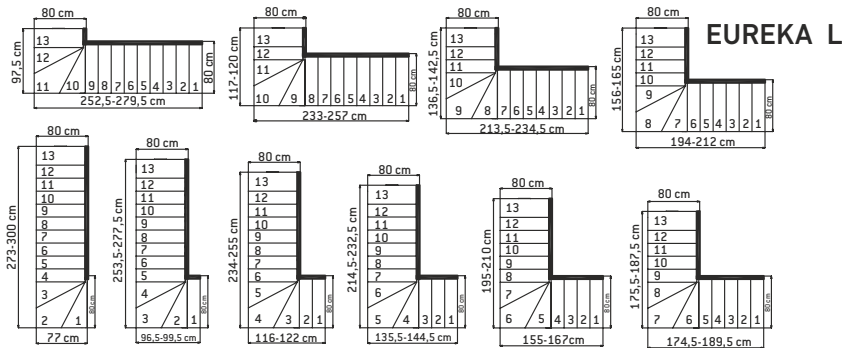 EUREKA L
80 cm
97,5 cm
13
12
11 10 9 8 7 6 5 4 3 2 1
80 cm
252,5-279,5 cm
80 cm
117-120 cm
13
12
11
10 9 8 7 6 5 4 3 2 1
80 cm
233-257 cm
80 cm
136,5-142,5 cm
13
12
11
10
9 8 7 6 5 4 3 2 1
80 cm
213,5-234,5 cm
80 cm
156-165 cm
13
12
11
10
9
8 7 6 5 4 3 2 1
80 cm
194-212 cm
80 cm
273-300 cm
13
12
11
10
9
8
7
6
5
4
3
2 1
80 cm
77 cm
80 cm
253,5-277,5 cm
13
12
11
10
9
8
7
6
5
4
3 2 1
80 cm
96,5-99,5 cm
80 cm
234-255 cm
13
12
11
10
9
8
7
6
5
4 3 2 1
80 cm
116-122 cm
80 cm
214,5-232,5 cm
13
12
11
10
9
8
7
6
5 4 3 2 1
80 cm
135,5-144,5 cm
80 cm
195-210 cm
13
12
11
10
9
8
7
6 5 4 3 2 1
80 cm
155-167cm
80 cm
175,5-187,5 cm
13
12
11
10
9
8
7 6 5 4 3 2 1
80 cm
174,5-189,5 cm